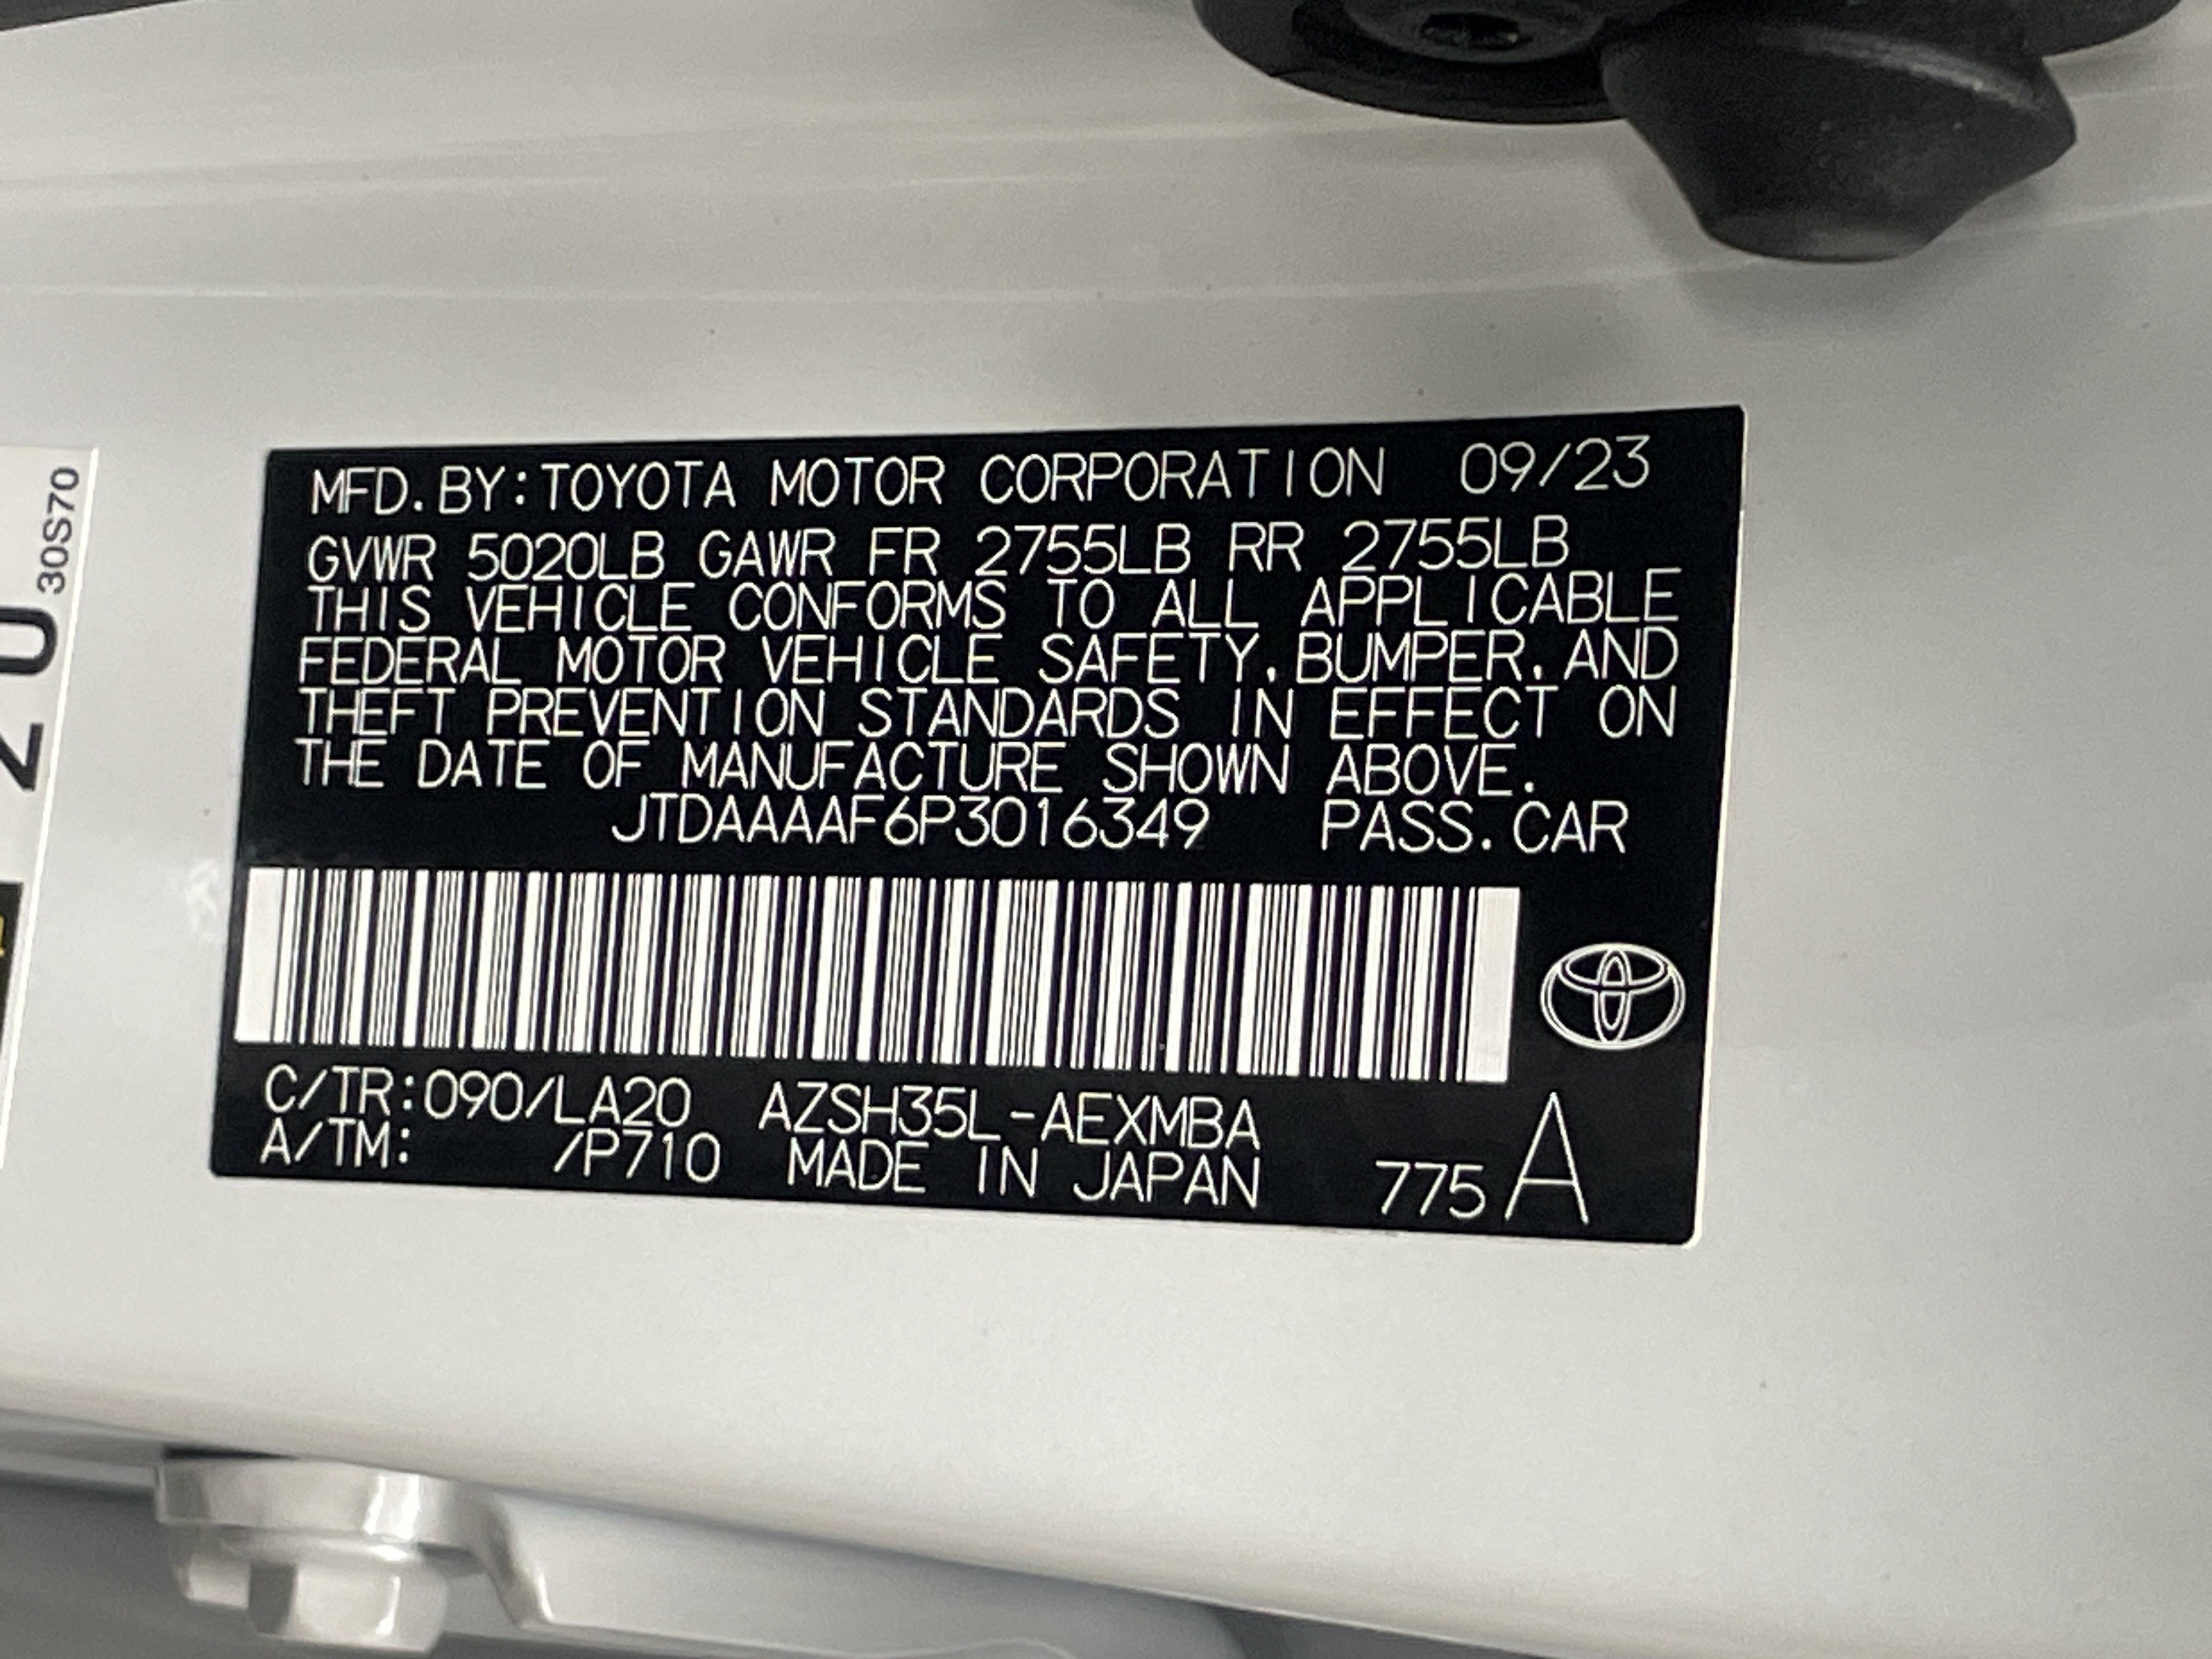 MFD. BY: TOYOTA MOTOR CORPORATION 09/23
GVWR 5020LB GAWR FR 2755LB RR 2755LB
THIS VEHICLE CONFORMS TO ALL APPLICABLE
FEDERAL MOTOR VEHICLE SAFETY, BUMPER, AND
THEFT PREVENTION STANDARDS IN EFFECT ON
THE DATE OF MANUFACTURE SHOWN ABOVE.
JTDAAAAF6P3016349 PASS. CAR
C/TR: 090/LA20 AZSH35L-AEXMBA
A/TM: /P710 MADE IN JAPAN 775 A
30S70
20